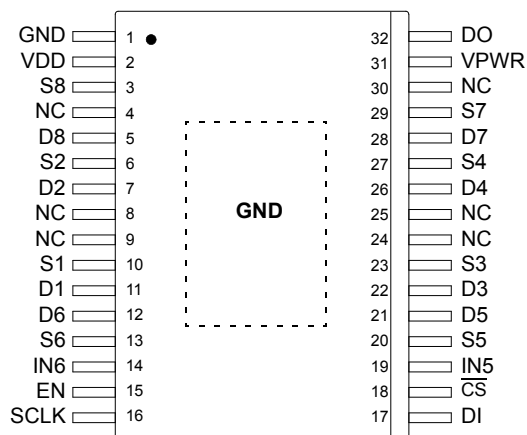 GND 1 32 DO
VDD 2 31 VPWR
S8 3 30 NC
NC 4 29 S7
D8 5 28 D7
S2 6 27 S4
D2 7 26 D4
NC 8 25 NC
GND
NC 9 24 NC
S1 10 23 S3
D1 11 22 D3
D6 12 21 D5
S6 13 20 S5
IN6 14 19 IN5
EN 15 18 C̅S̅
SCLK 16 17 DI